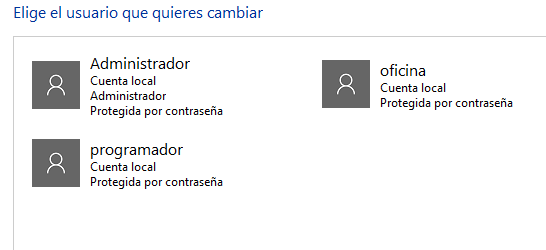 Elige el usuario que quieres cambiar
Administrador
Cuenta local
Administrador
Protegida por contraseña
oficina
Cuenta local
Protegida por contraseña
programador
Cuenta local
Protegida por contraseña